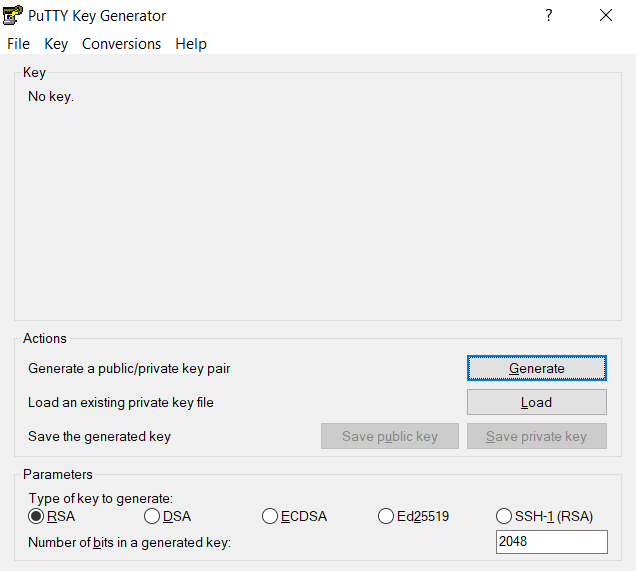 PuTTY Key Generator ?
File Key Conversions Help
Key
No key.
Actions
Generate a public/private key pair Generate
Load an existing private key file Load
Save the generated key Save public key Save private key
Parameters
Type of key to generate:
RSA DSA ECDSA Ed25519 SSH-1 (RSA)
Number of bits in a generated key: 2048